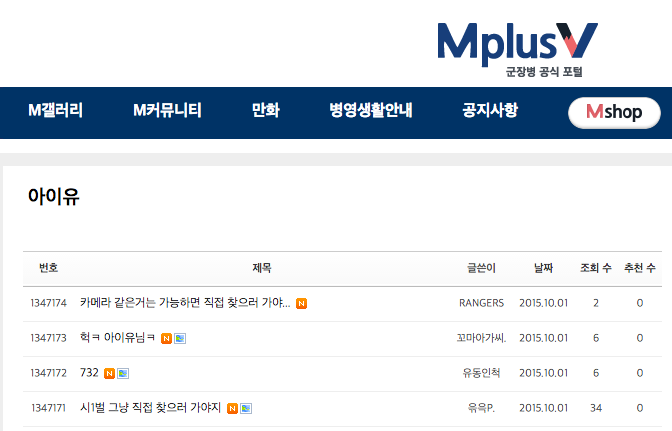 MplusV
군장병 공식 포털
M갤러리 M커뮤니티 만화 병영생활안내 공지사항 Mshop
아이유
번호 제목 글쓴이 날짜 조회 수 추천 수
1347174 카메라 같은거는 가능하면 직접 찾으러 가야... N RANGERS 2015.10.01 2 0
1347173 헉ㅋ 아이유님ㅋ N 꼬마아가씨. 2015.10.01 6 0
1347172 732 N 유동인척 2015.10.01 6 0
1347171 시1벌 그냥 직접 찾으러 가야지 N 윾윽P. 2015.10.01 34 0